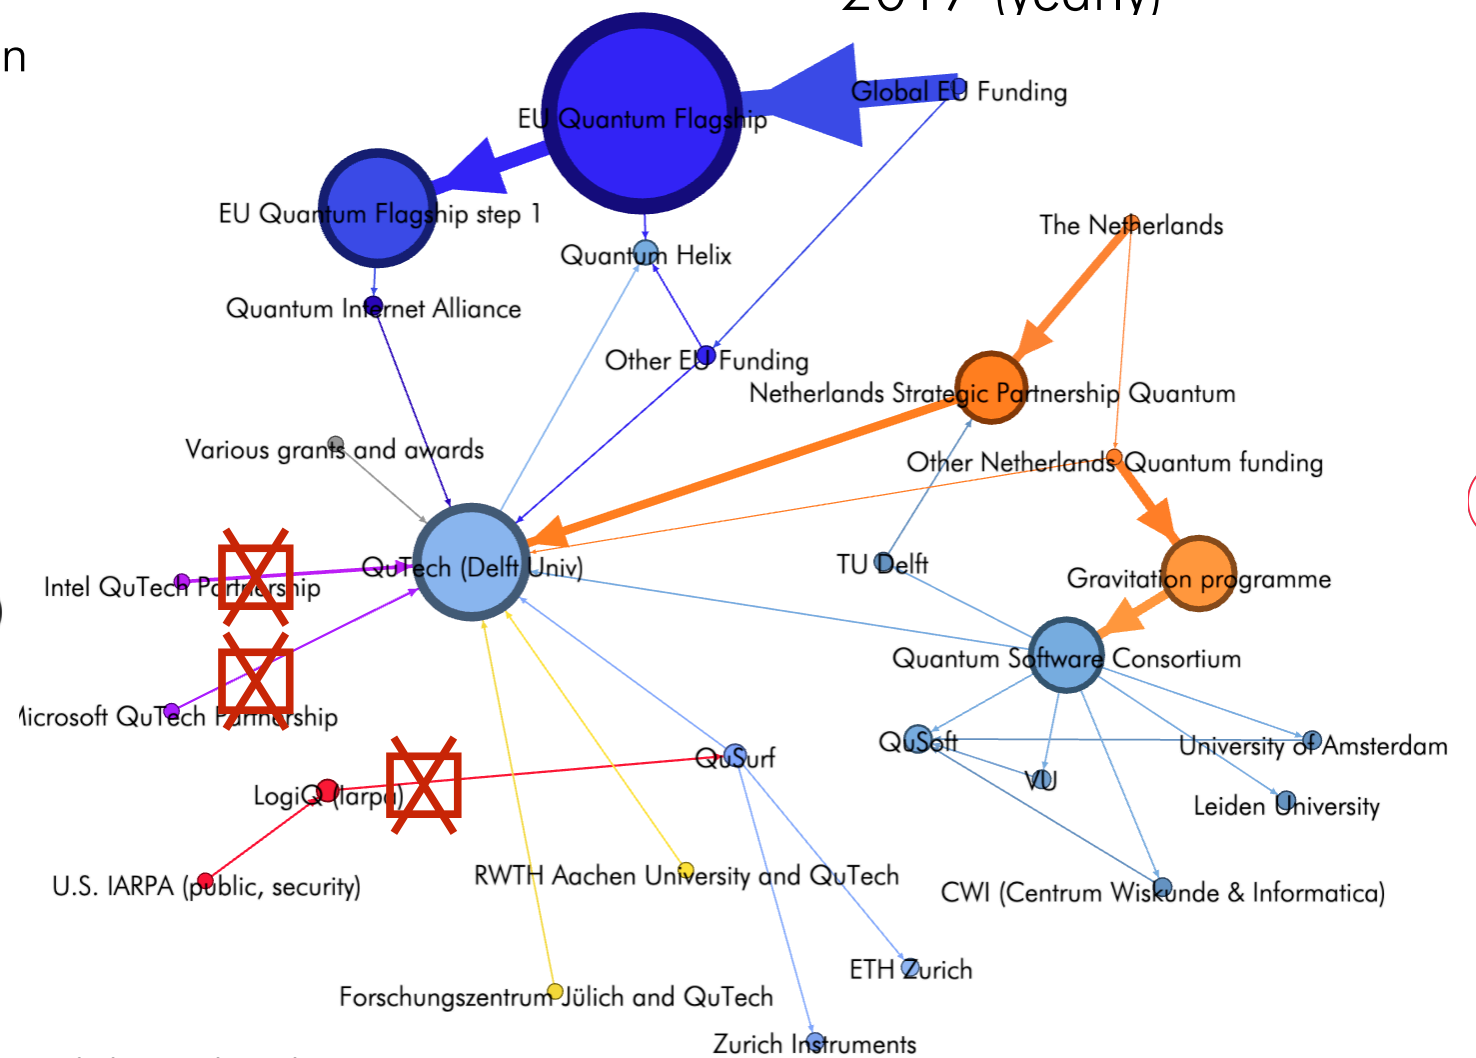 2019 (yearly)
n
Global EU Funding
EU Quantum Flagship
EU Quantum Flagship step 1
The Netherlands
Quantum Helix
Quantum Internet Alliance
Other EU Funding
Netherlands Strategic Partnership Quantum
Various grants and awards
Other Netherlands Quantum funding
QuTech (Delft Univ)
TU Delft
Intel QuTech Partnership
Gravitation programme
Quantum Software Consortium
QuTech Partnership
QuSoft
University of Amsterdam
QuSurf
VU
LogiQ (Iarpa)
Leiden University
RWTH Aachen University and QuTech
U.S. IARPA (public, security)
CWI (Centrum Wiskunde & Informatica)
ETH Zurich
Forschungszentrum Jülich and QuTech
Zurich Instruments